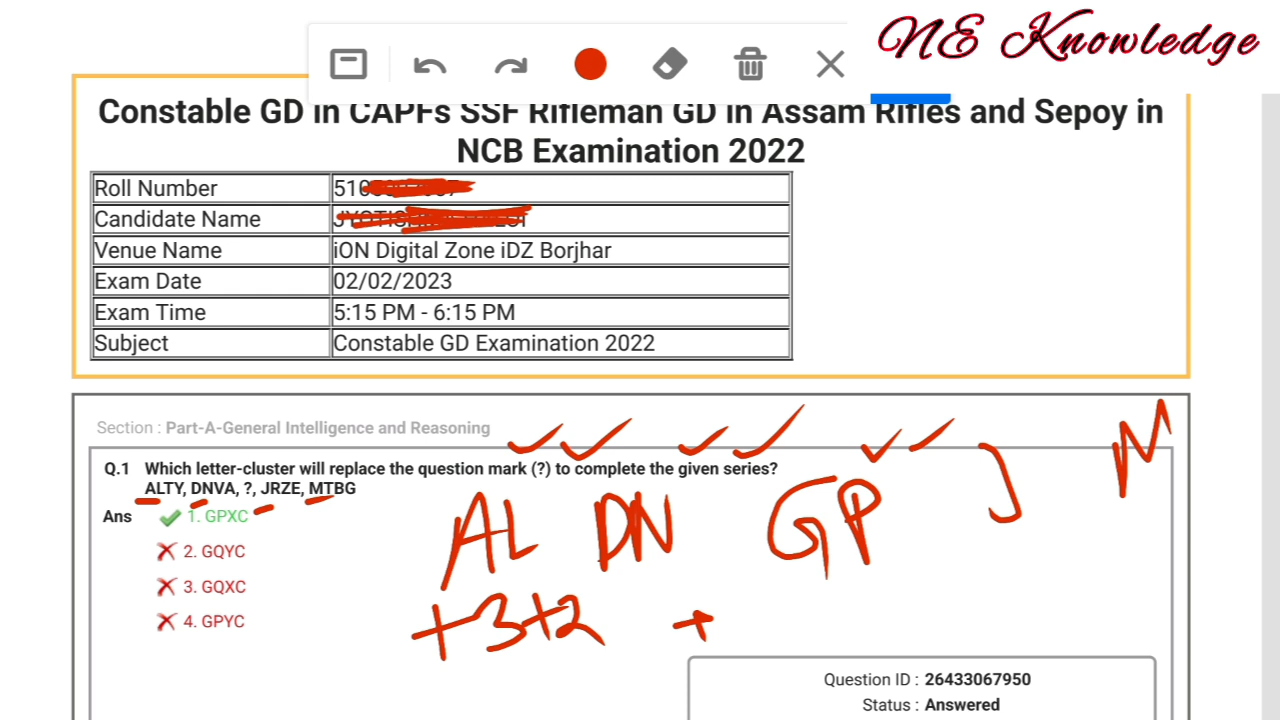 NE Knowledge
Constable GD in CAPFs SSF Rifleman GD in Assam Rifles and Sepoy in
NCB Examination 2022
Roll Number
Candidate Name
Venue Name iON Digital Zone iDZ Borjhar
Exam Date 02/02/2023
Exam Time 5:15 PM - 6:15 PM
Subject Constable GD Examination 2022
Section : Part-A-General Intelligence and Reasoning
Q.1 Which letter-cluster will replace the question mark (?) to complete the given series?
ALTY, DNVA, ?, JRZE, MTBG
Ans 1. GPXC
2. GQYC
3. GQXC
4. GPYC
AL DN GP J M
+3+2 +
Question ID : 26433067950
Status : Answered